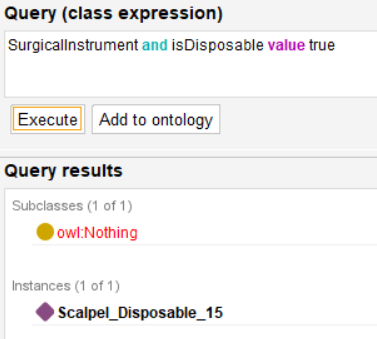 Query (class expression)
SurgicalInstrument and isDisposable value true
Execute
Add to ontology
Query results
Subclasses (1 of 1)
owl:Nothing
Instances (1 of 1)
Scalpel_Disposable_15